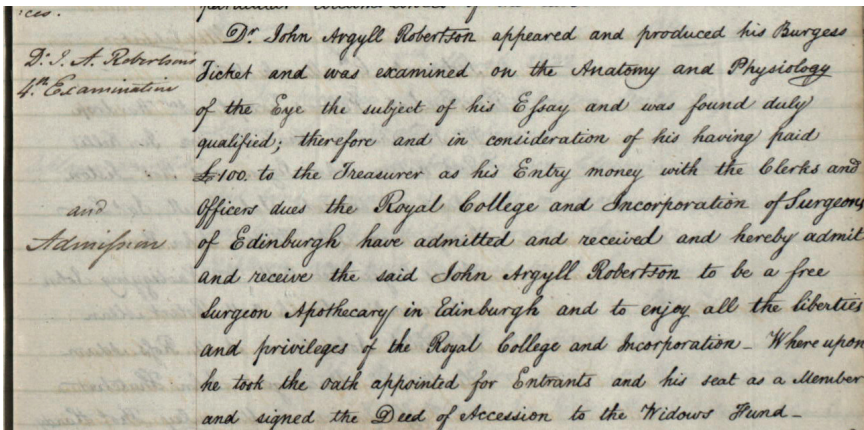 ces.
Dr. John Argyll Robertson appeared and produced his Burgess
Dr. J. A. Robertson's
Ticket and was examined on the Anatomy and Physiology
4th. Examination
of the Eye the subject of his Essay and was found duly
qualified; therefore and in consideration of his having paid
£100. to the Treasurer as his Entry money with the Clerks and
and
Officers dues the Royal College and Incorporation of Surgeons
Admission
of Edinburgh have admitted and received and hereby admit
and receive the said John Argyll Robertson to be a free
Surgeon Apothecary in Edinburgh and to enjoy all the liberties
and privileges of the Royal College and Incorporation_ Where upon
he took the oath appointed for Entrants and his seat as a Member
and signed the Deed of Accession to the Widows Fund_